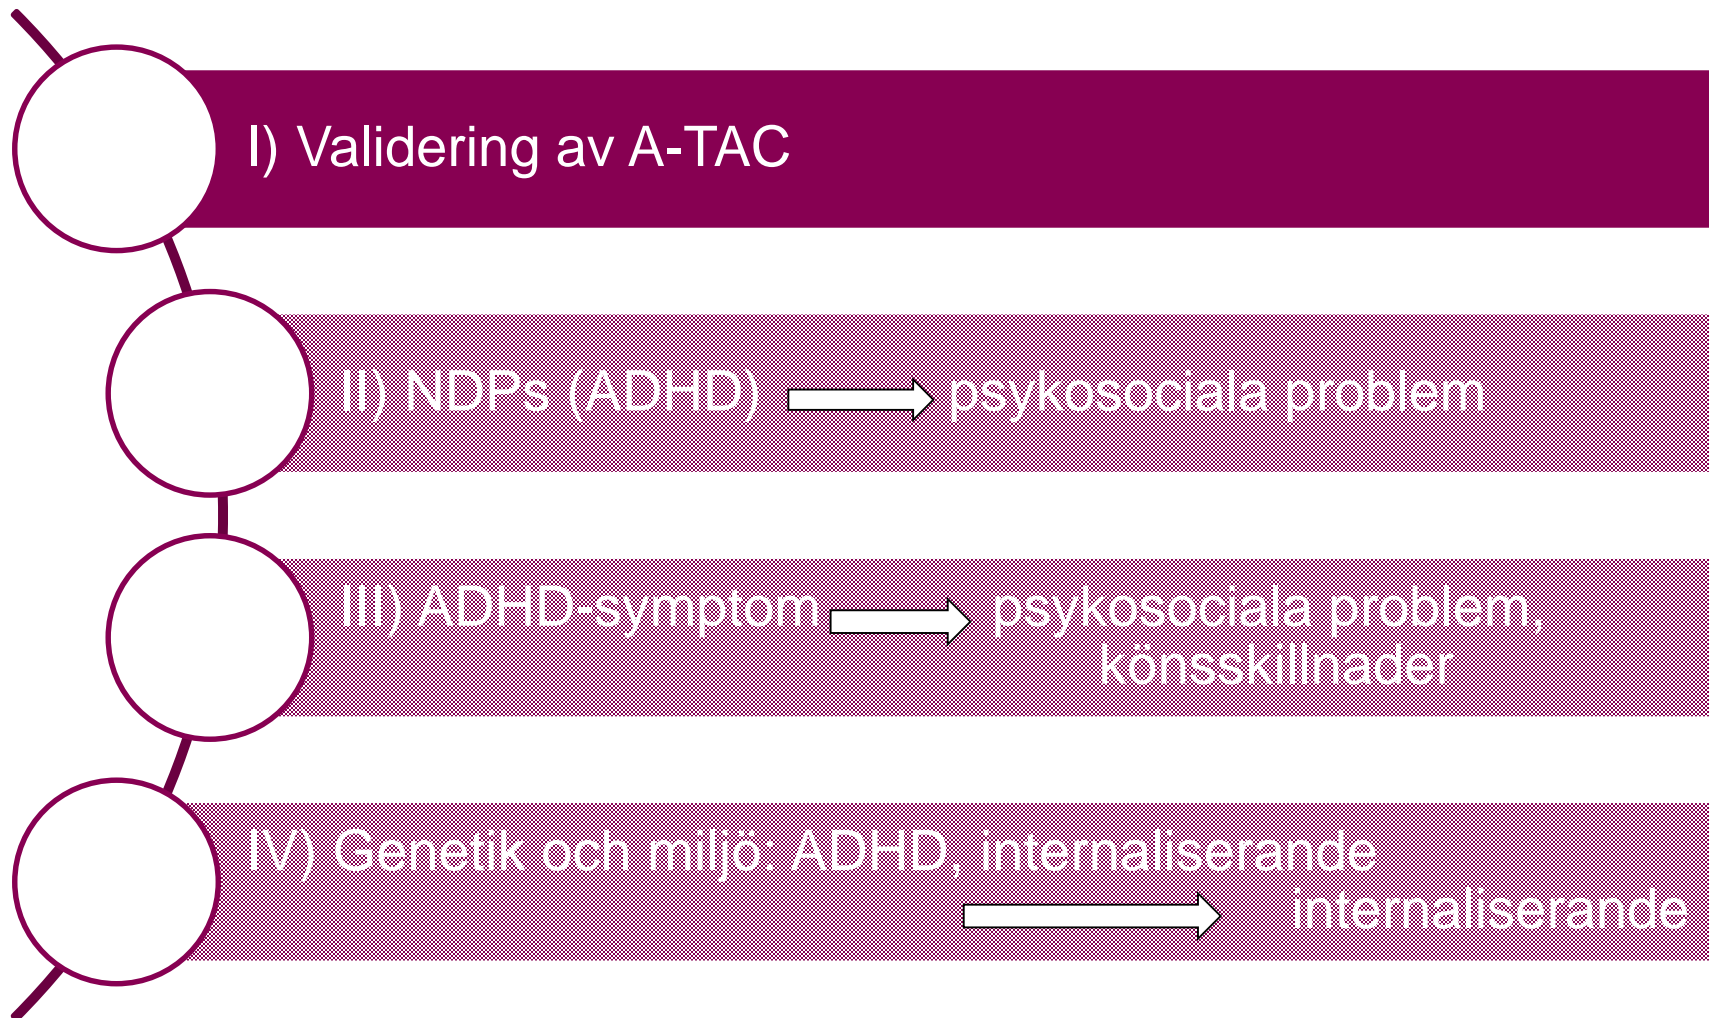 I) Validering av A-TAC
II) NDPs (ADHD) psykosociala problem
III) ADHD-symptom psykosociala problem,
könsskillnader
IV) Genetik och miljö: ADHD, internaliserande
internaliserande